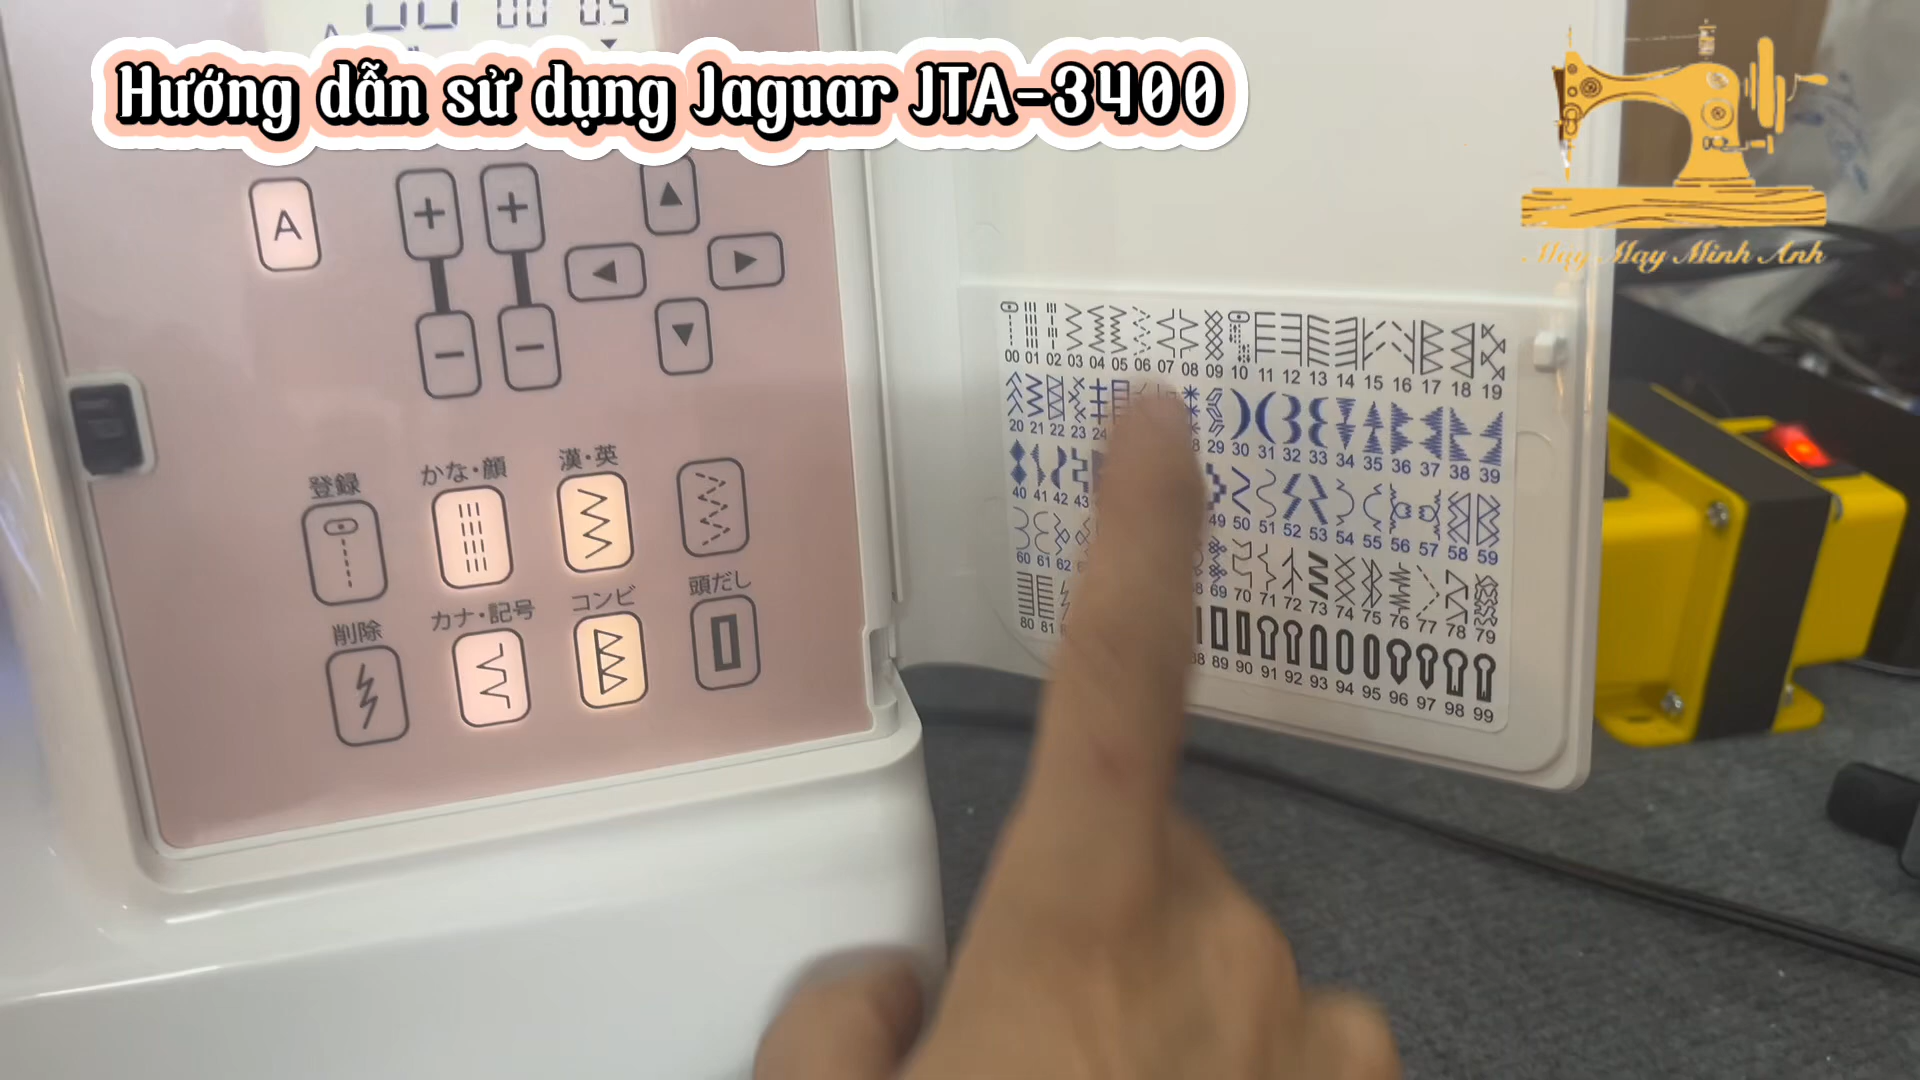 00 0.5
Hướng dẫn sử dụng Jaguar JTA-3400
Máy May Minh Anh
A
登録
かな・顔
漢・英
削除
カナ・記号
コンビ
頭だし
00 01 02 03 04 05 06 07 08 09 10 11 12 13 14 15 16 17 18 19
20 21 22 23 24 29 30 31 32 33 34 35 36 37 38 39
40 41 42 43 49 50 51 52 53 54 55 56 57 58 59
60 61 62 69 70 71 72 73 74 75 76 77 78 79
80 81 89 90 91 92 93 94 95 96 97 98 99